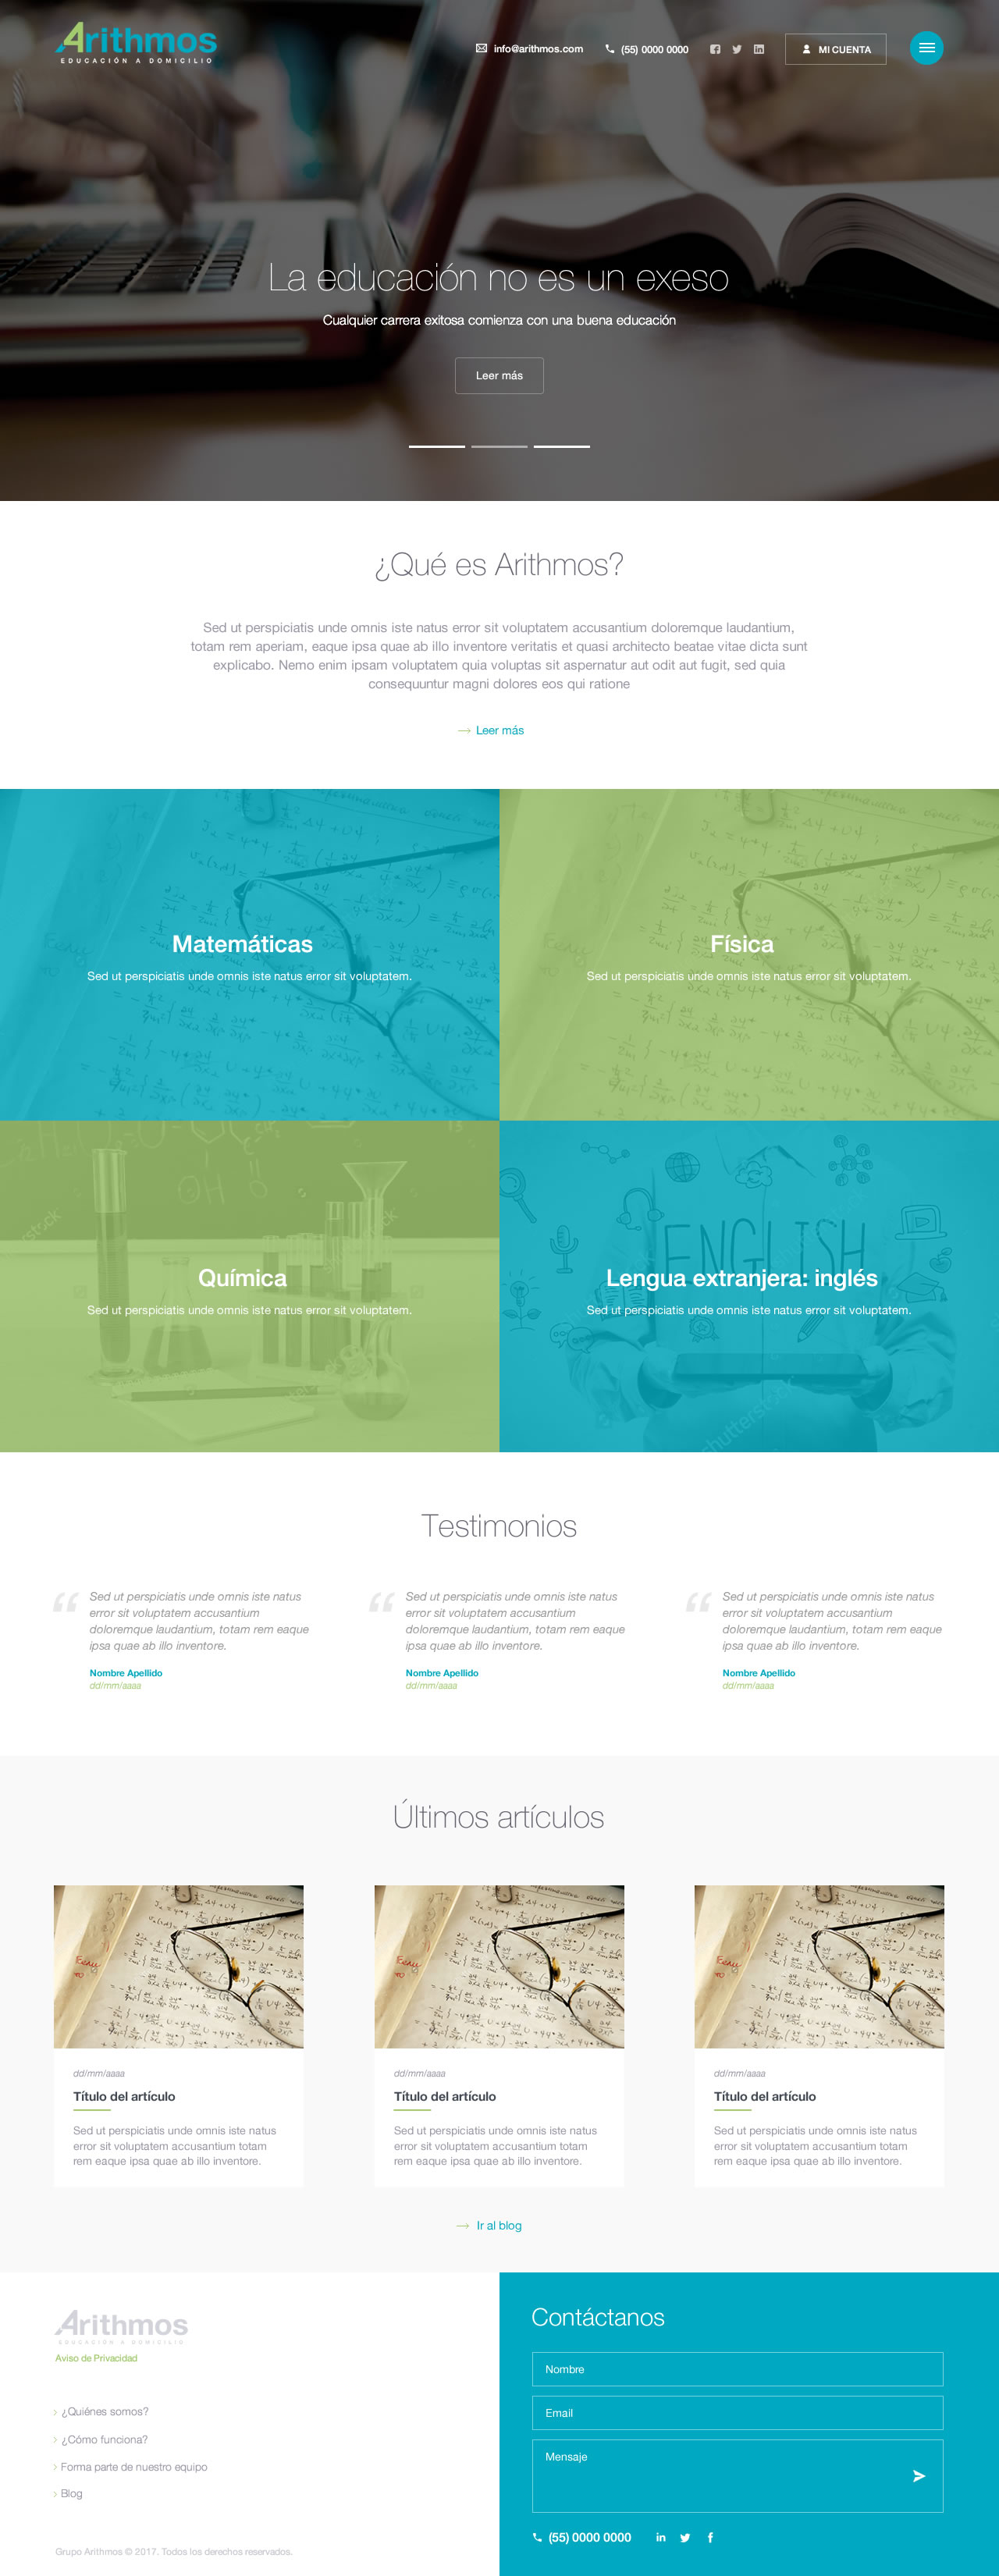 Arithmos
EDUCACIÓN A DOMICILIO
info@arithmos.com
(55) 0000 0000
MI CUENTA
La educación no es un exeso
Cualquier carrera exitosa comienza con una buena educación
Leer más
¿Qué es Arithmos?
Sed ut perspiciatis unde omnis iste natus error sit voluptatem accusantium doloremque laudantium,
totam rem aperiam, eaque ipsa quae ab illo inventore veritatis et quasi architecto beatae vitae dicta sunt
explicabo. Nemo enim ipsam voluptatem quia voluptas sit aspernatur aut odit aut fugit, sed quia
consequuntur magni dolores eos qui ratione
Leer más
Matemáticas
Sed ut perspiciatis unde omnis iste natus error sit voluptatem.
Física
Sed ut perspiciatis unde omnis iste natus error sit voluptatem.
Química
Sed ut perspiciatis unde omnis iste natus error sit voluptatem.
ENGLISH
Lengua extranjera: inglés
Sed ut perspiciatis unde omnis iste natus error sit voluptatem.
shutterstock
Testimonios
Sed ut perspiciatis unde omnis iste natus
error sit voluptatem accusantium
doloremque laudantium, totam rem eaque
ipsa quae ab illo inventore.
Nombre Apellido
dd/mm/aaaa
Sed ut perspiciatis unde omnis iste natus
error sit voluptatem accusantium
doloremque laudantium, totam rem eaque
ipsa quae ab illo inventore.
Nombre Apellido
dd/mm/aaaa
Sed ut perspiciatis unde omnis iste natus
error sit voluptatem accusantium
doloremque laudantium, totam rem eaque
ipsa quae ab illo inventore.
Nombre Apellido
dd/mm/aaaa
Últimos artículos
dd/mm/aaaa
Título del artículo
Sed ut perspiciatis unde omnis iste natus
error sit voluptatem accusantium totam
rem eaque ipsa quae ab illo inventore.
dd/mm/aaaa
Título del artículo
Sed ut perspiciatis unde omnis iste natus
error sit voluptatem accusantium totam
rem eaque ipsa quae ab illo inventore.
dd/mm/aaaa
Título del artículo
Sed ut perspiciatis unde omnis iste natus
error sit voluptatem accusantium totam
rem eaque ipsa quae ab illo inventore.
Ir al blog
Arithmos
EDUCACIÓN A DOMICILIO
Aviso de Privacidad
¿Quiénes somos?
¿Cómo funciona?
Forma parte de nuestro equipo
Blog
Grupo Arithmos © 2017. Todos los derechos reservados.
Contáctanos
Nombre
Email
Mensaje
(55) 0000 0000